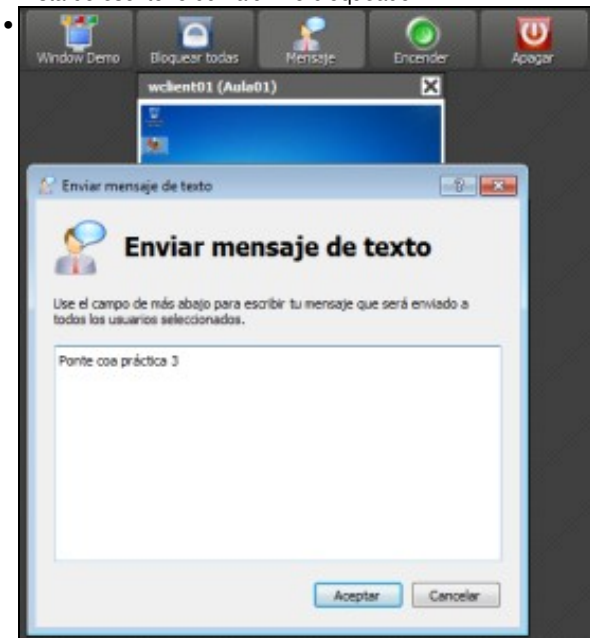 Window Demo
Bloquear todas
Mensaje
Encender
Apagar
wclient01 (Aula01)
Enviar mensaje de texto
Enviar mensaje de texto
Use el campo de más abajo para escribir tu mensaje que será enviado a
todos los usuarios seleccionados.
Ponte coa práctica 3
Aceptar
Cancelar